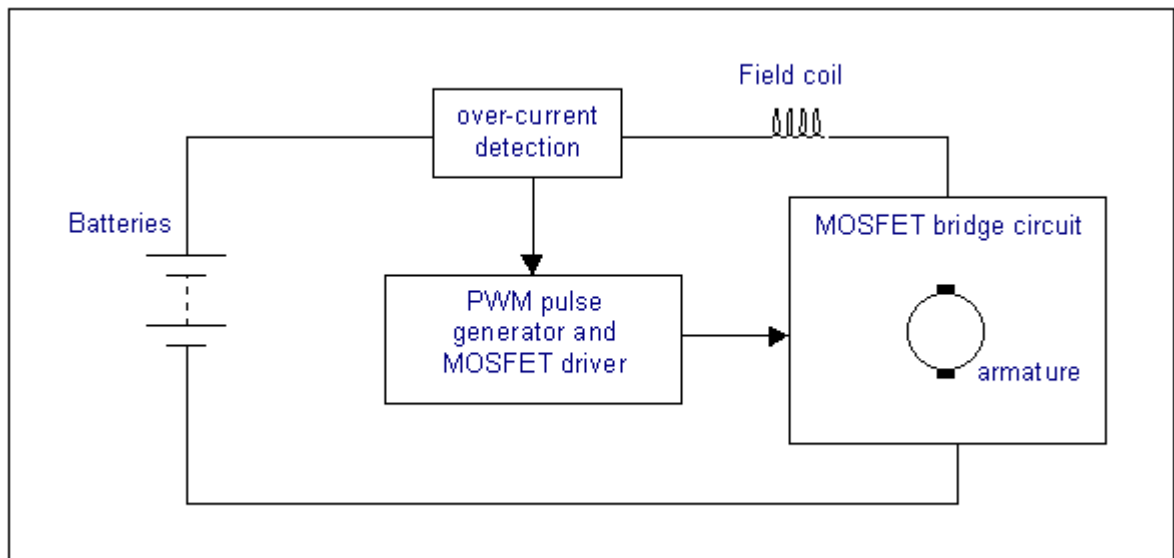 Field coil
over-current
detection
Batteries
MOSFET bridge circuit
PWM pulse
generator and
MOSFET driver
armature